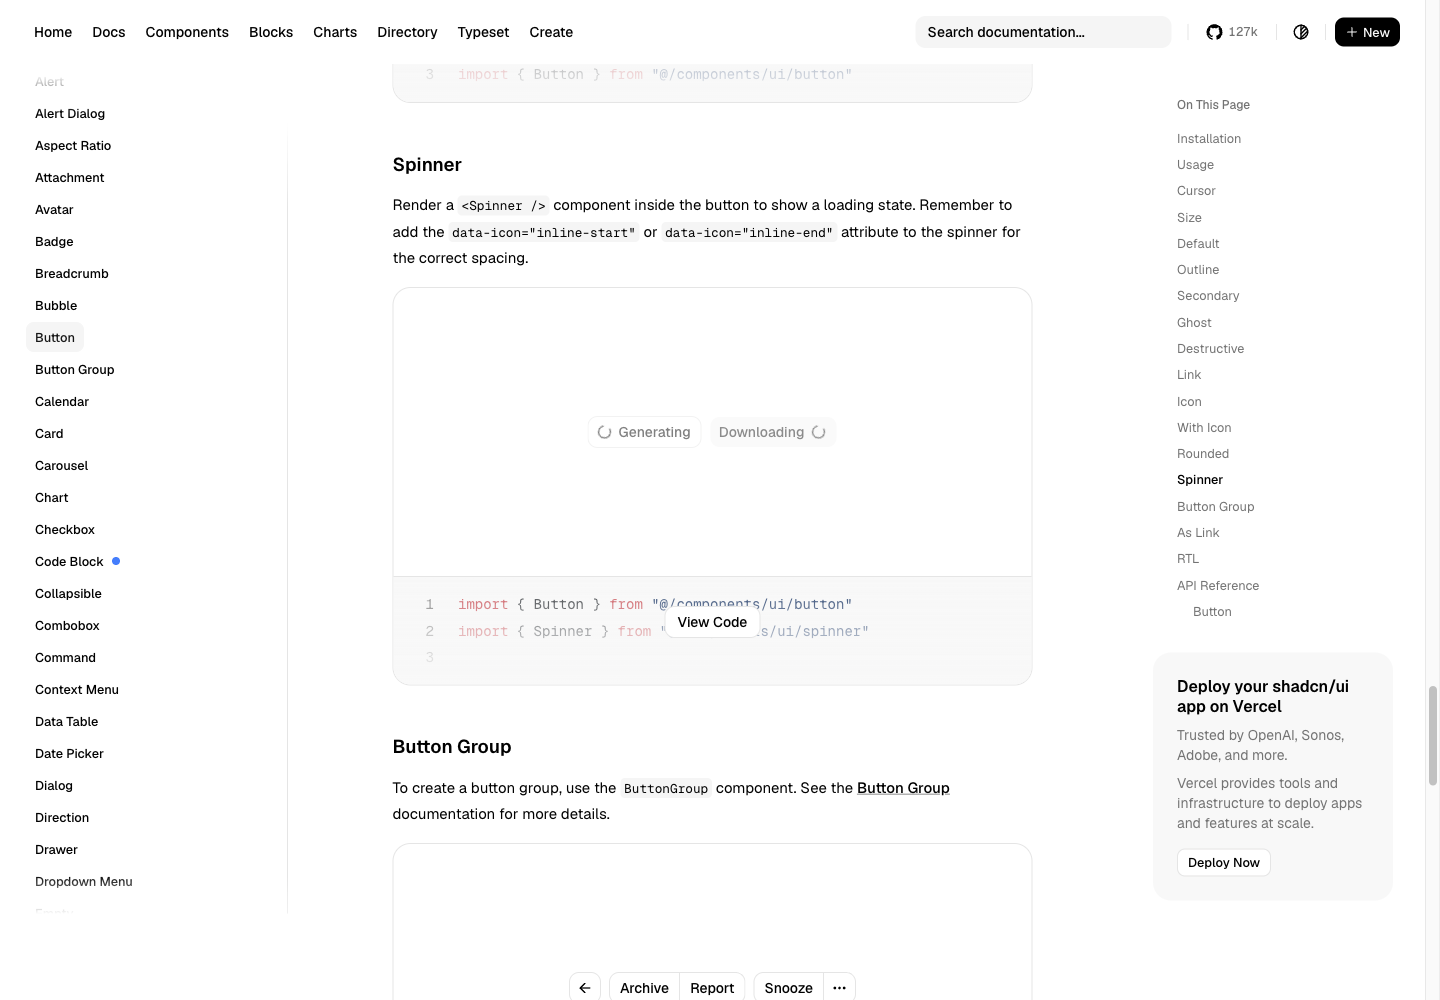 Home Docs Components Blocks Charts Directory Typeset Create Search documentation... 127k New
Alert
Alert Dialog
Aspect Ratio
Attachment
Avatar
Badge
Breadcrumb
Bubble
Button
Button Group
Calendar
Card
Carousel
Chart
Checkbox
Code Block
Collapsible
Combobox
Command
Context Menu
Data Table
Date Picker
Dialog
Direction
Drawer
Dropdown Menu
Empty
3 import { Button } from "@/components/ui/button"
Spinner
Render a <Spinner /> component inside the button to show a loading state. Remember to
add the data-icon="inline-start" or data-icon="inline-end" attribute to the spinner for
the correct spacing.
Generating Downloading
1 import { Button } from "@/components/ui/button"
2 import { Spinner } from "
s/ui/spinner"
View Code
3
Button Group
To create a button group, use the ButtonGroup component. See the Button Group
documentation for more details.
Archive Report Snooze
On This Page
Installation
Usage
Cursor
Size
Default
Outline
Secondary
Ghost
Destructive
Link
Icon
With Icon
Rounded
Spinner
Button Group
As Link
RTL
API Reference
Button
Deploy your shadcn/ui
app on Vercel
Trusted by OpenAI, Sonos,
Adobe, and more.
Vercel provides tools and
infrastructure to deploy apps
and features at scale.
Deploy Now